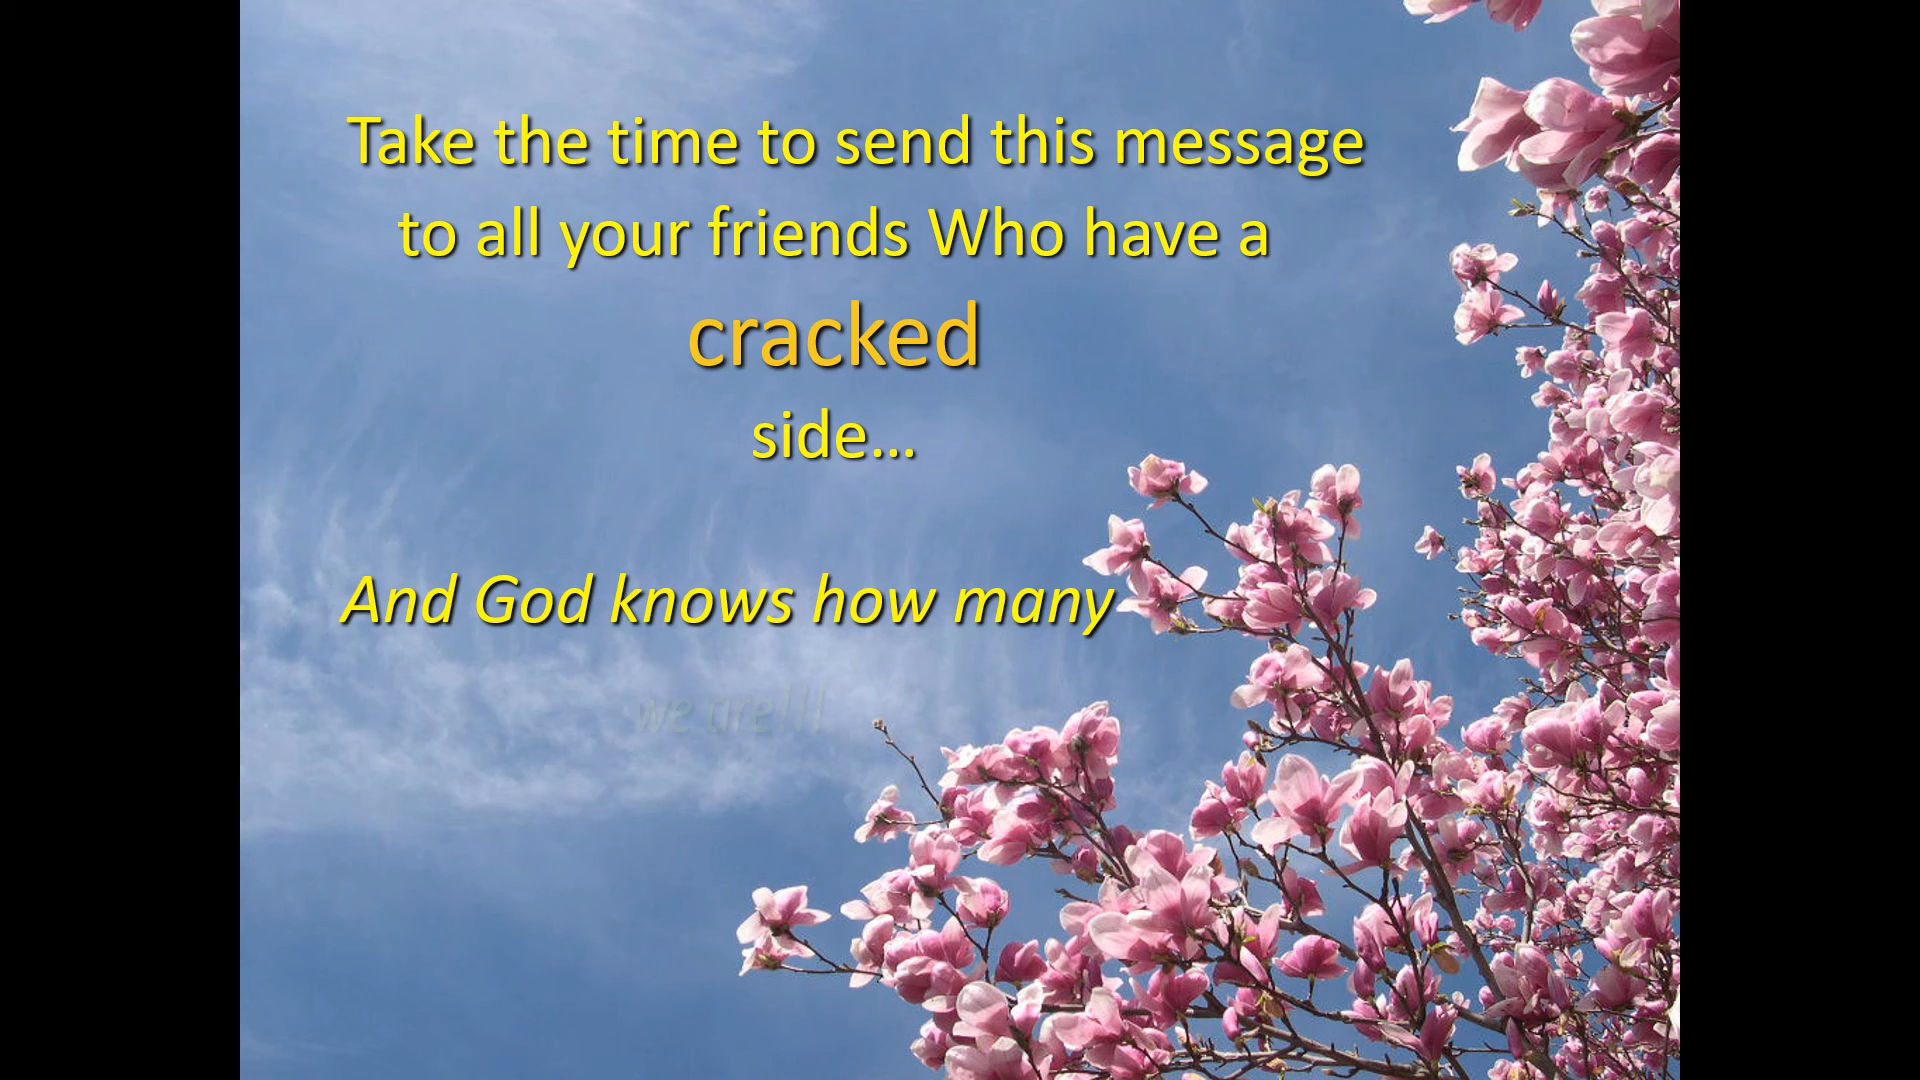 Take the time to send this message
to all your friends Who have a
cracked
side...
And God knows how many
we are!!!